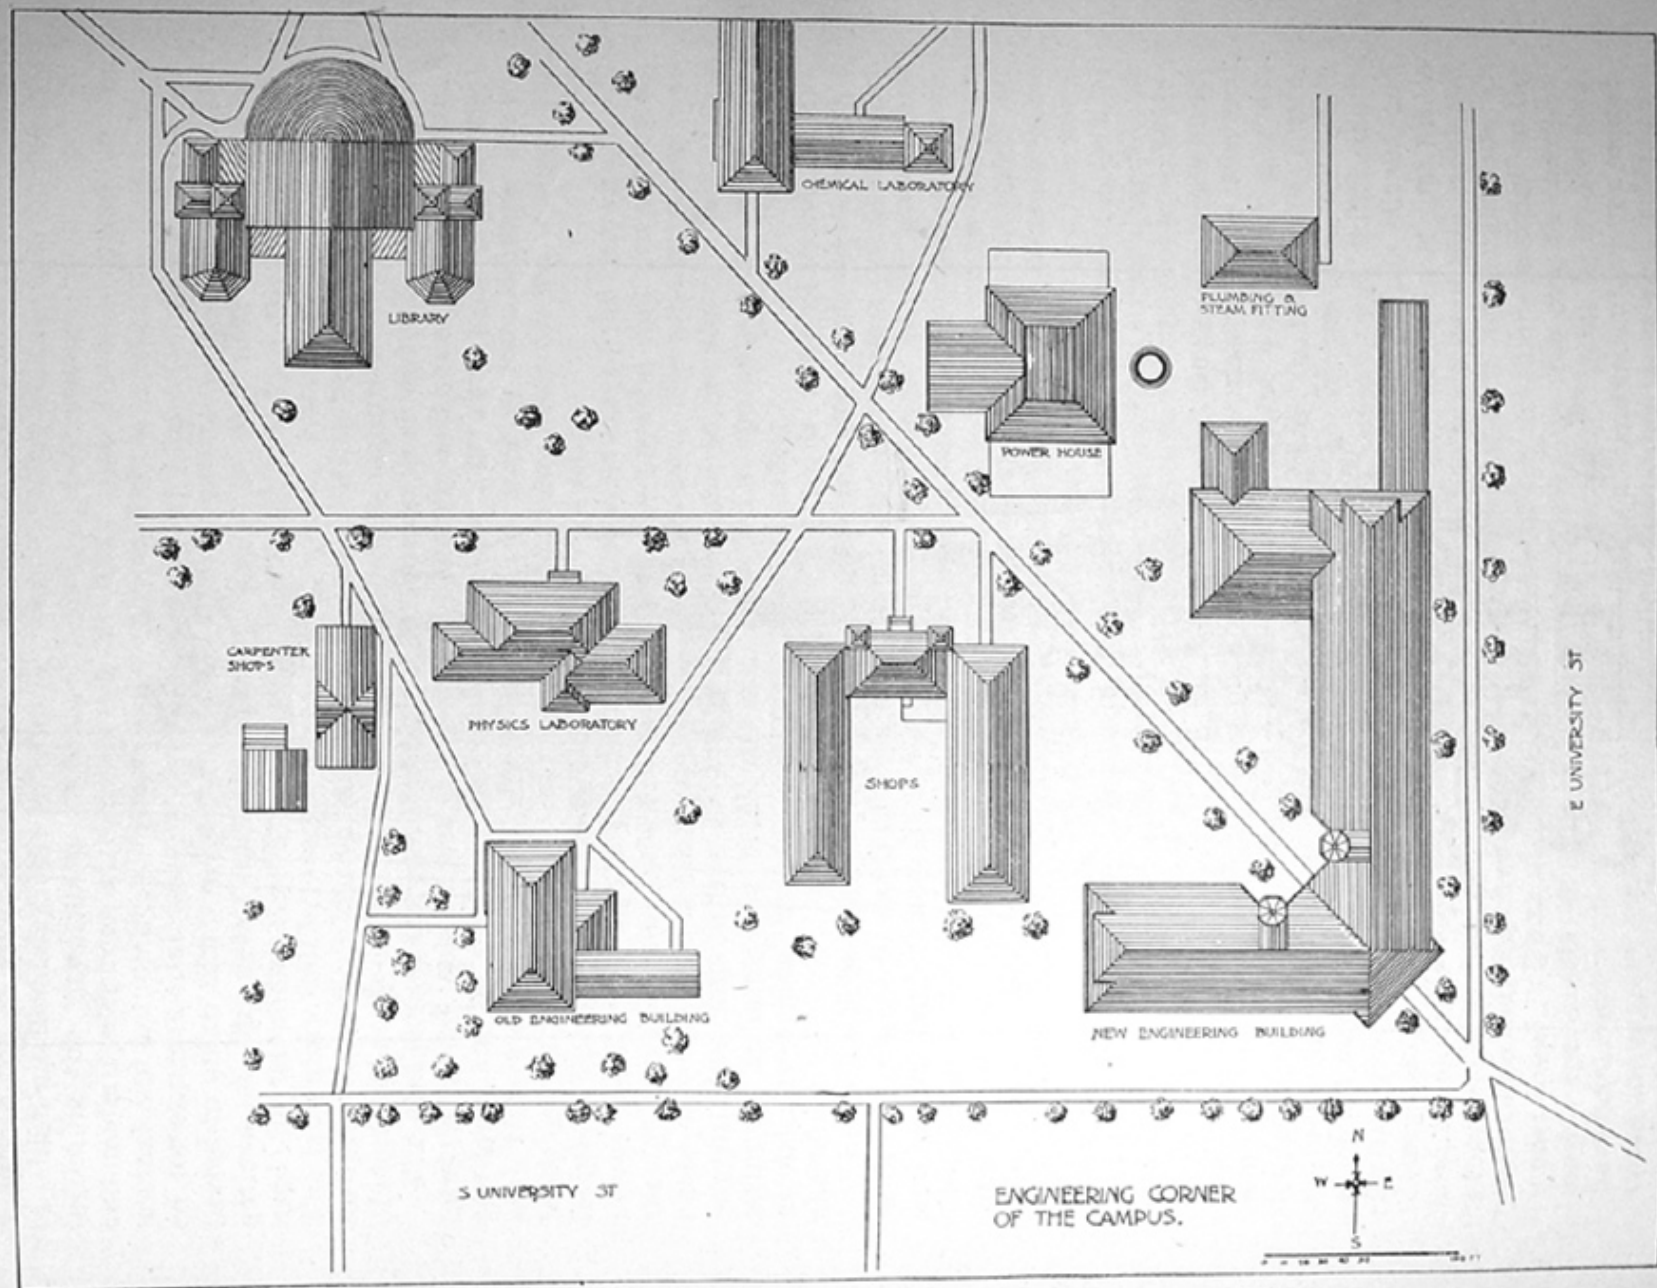 CHEMICAL LABORATORY
LIBRARY
PLUMBING &
STEAM FITTING
POWER HOUSE
CARPENTER
SHOPS
PHYSICS LABORATORY
SHOPS
E UNIVERSITY ST
OLD ENGINEERING BUILDING
NEW ENGINEERING BUILDING
S UNIVERSITY ST
ENGINEERING CORNER
OF THE CAMPUS.
N
W E
S